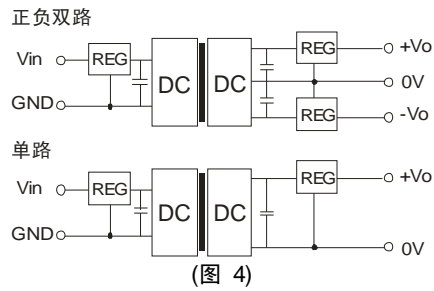 正负双路
Vin REG DC DC REG +Vo
0V
GND REG -Vo
单路
Vin REG DC DC REG +Vo
GND 0V
(图 4)